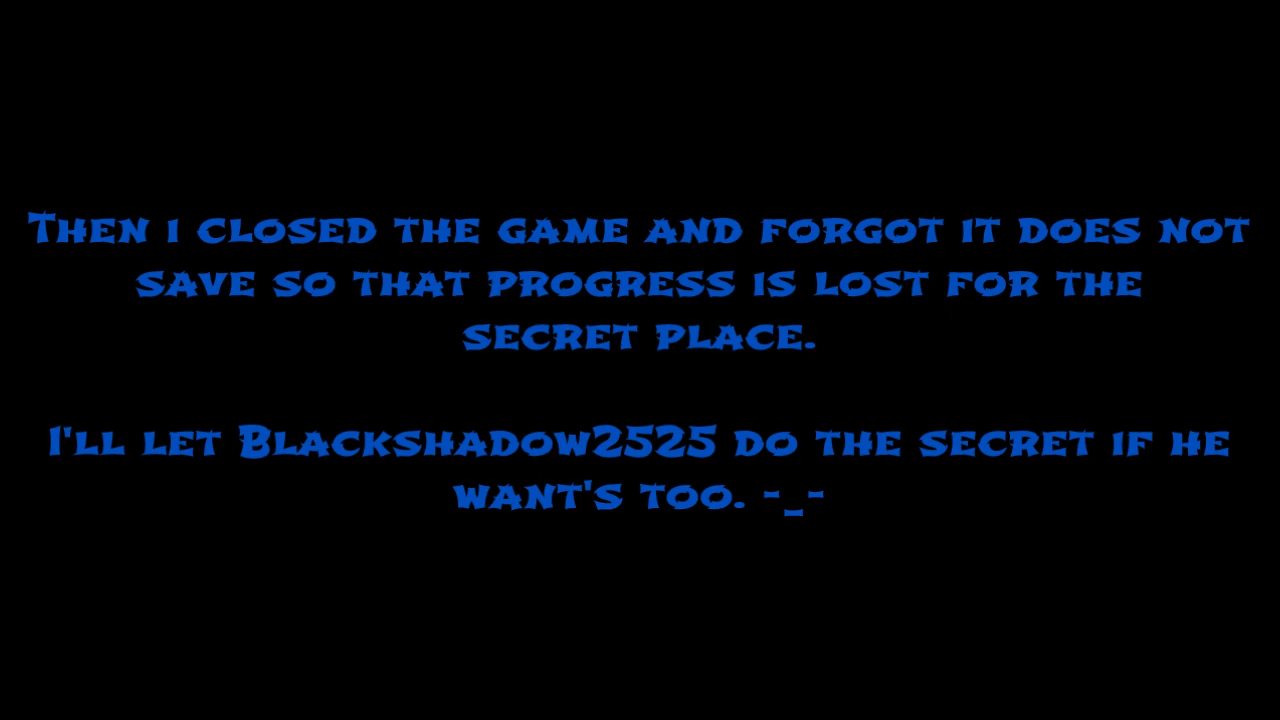 Then i closed the game and forgot it does not
save so that progress is lost for the
secret place.
I'll let Blackshadow2525 do the secret if he
want's too. -_-